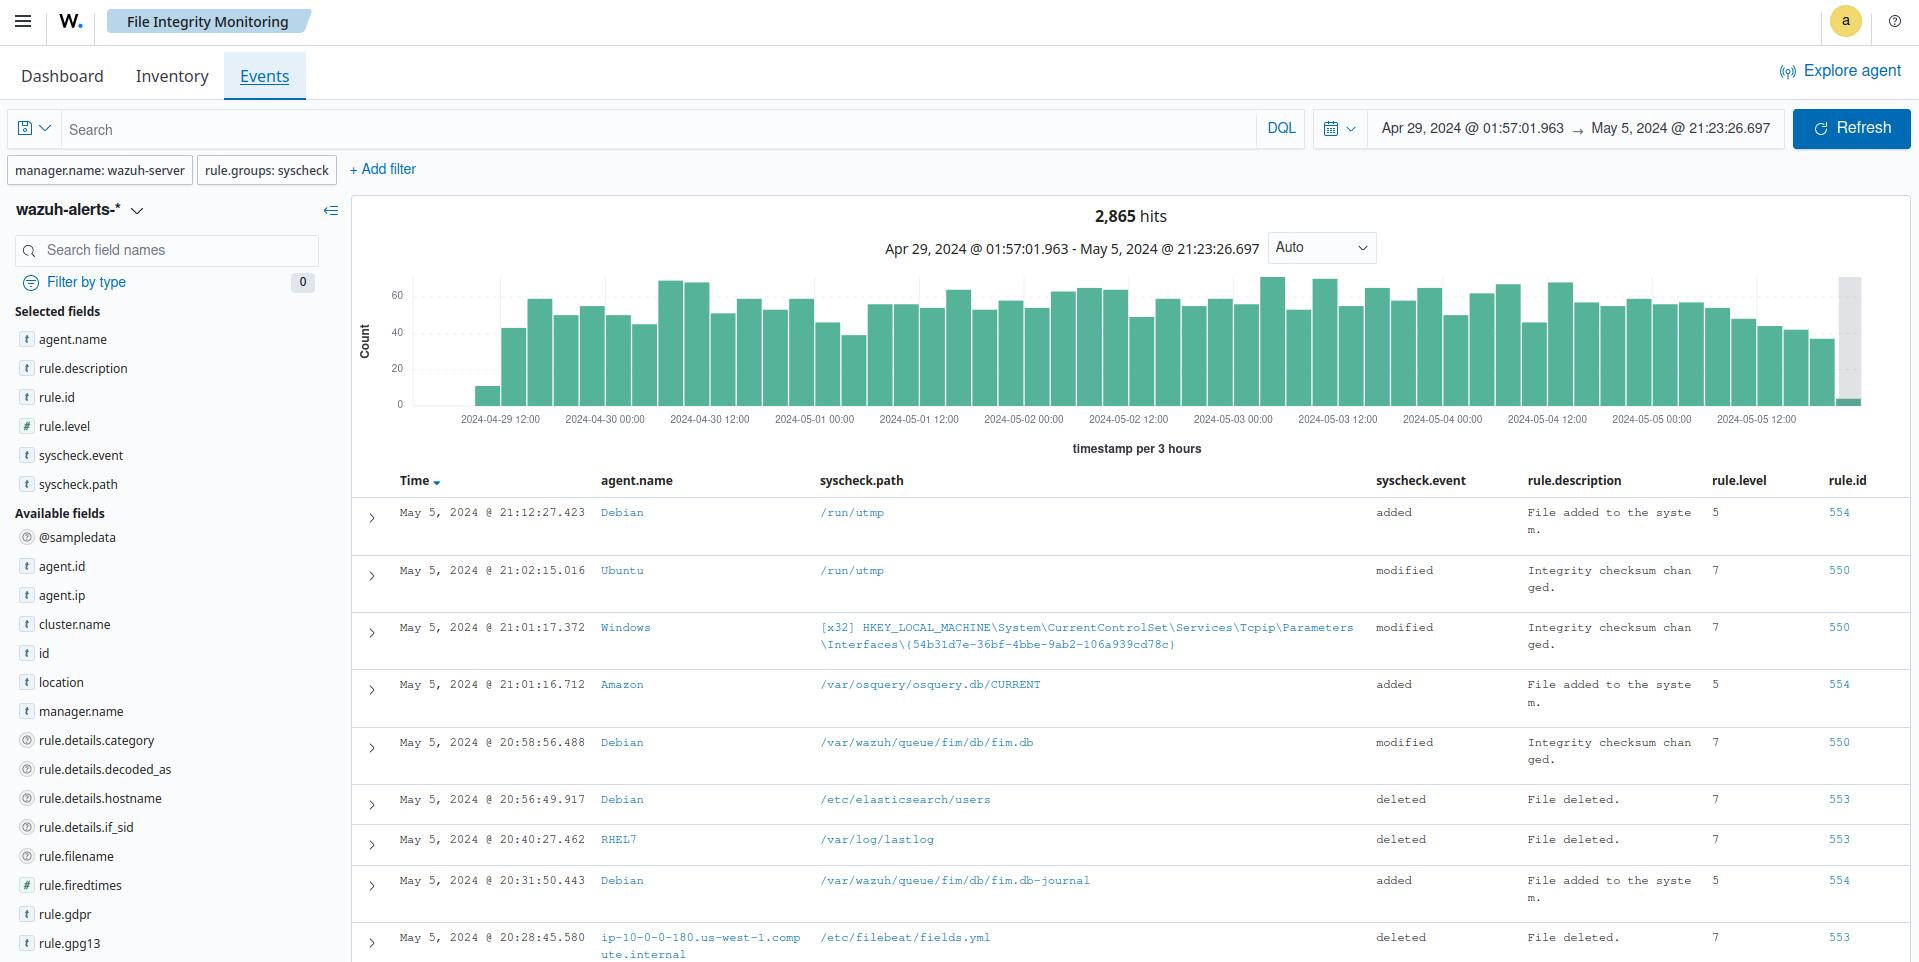 W. File Integrity Monitoring a
Dashboard Inventory Events Explore agent
Search DQL Apr 29, 2024 @ 01:57:01.963 → May 5, 2024 @ 21:23:26.697 Refresh
manager.name: wazuh-server rule.groups: syscheck + Add filter
wazuh-alerts-*
Search field names
Filter by type 0
Selected fields
t agent.name
t rule.description
t rule.id
# rule.level
t syscheck.event
t syscheck.path
Available fields
@sampledata
t agent.id
t agent.ip
t cluster.name
t id
t location
t manager.name
rule.details.category
rule.details.decoded_as
rule.details.hostname
rule.details.if_sid
rule.filename
# rule.firedtimes
t rule.gdpr
t rule.gpg13
2,865 hits
Apr 29, 2024 @ 01:57:01.963 - May 5, 2024 @ 21:23:26.697 Auto
Count
60
40
20
0
2024-04-29 12:00 2024-04-30 00:00 2024-04-30 12:00 2024-05-01 00:00 2024-05-01 12:00 2024-05-02 00:00 2024-05-02 12:00 2024-05-03 00:00 2024-05-03 12:00 2024-05-04 00:00 2024-05-04 12:00 2024-05-05 00:00 2024-05-05 12:00
timestamp per 3 hours
Time agent.name syscheck.path syscheck.event rule.description rule.level rule.id
May 5, 2024 @ 21:12:27.423 Debian /run/utmp added File added to the syste 5 554
m.
May 5, 2024 @ 21:02:15.016 Ubuntu /run/utmp modified Integrity checksum chan 7 550
ged.
May 5, 2024 @ 21:01:17.372 Windows [x32] HKEY_LOCAL_MACHINE\System\CurrentControlSet\Services\Tcpip\Parameters modified Integrity checksum chan 7 550
\Interfaces\{54b31d7e-36bf-4bbe-9ab2-106a939cd78c} ged.
May 5, 2024 @ 21:01:16.712 Amazon /var/osquery/osquery.db/CURRENT added File added to the syste 5 554
m.
May 5, 2024 @ 20:58:56.488 Debian /var/wazuh/queue/fim/db/fim.db modified Integrity checksum chan 7 550
ged.
May 5, 2024 @ 20:56:49.917 Debian /etc/elasticsearch/users deleted File deleted. 7 553
May 5, 2024 @ 20:40:27.462 RHEL7 /var/log/lastlog deleted File deleted. 7 553
May 5, 2024 @ 20:31:50.443 Debian /var/wazuh/queue/fim/db/fim.db-journal added File added to the syste 5 554
m.
May 5, 2024 @ 20:28:45.580 ip-10-0-0-180.us-west-1.comp /etc/filebeat/fields.yml deleted File deleted. 7 553
ute.internal